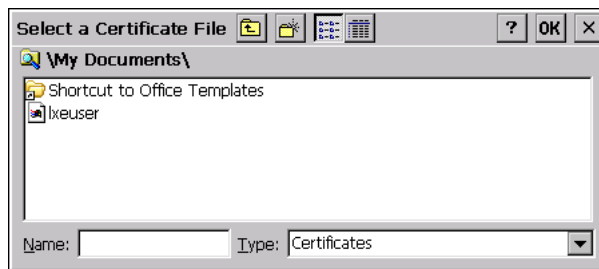 Select a Certificate File ? OK ×
\My Documents\
Shortcut to Office Templates
lxeuser
Name: Type: Certificates